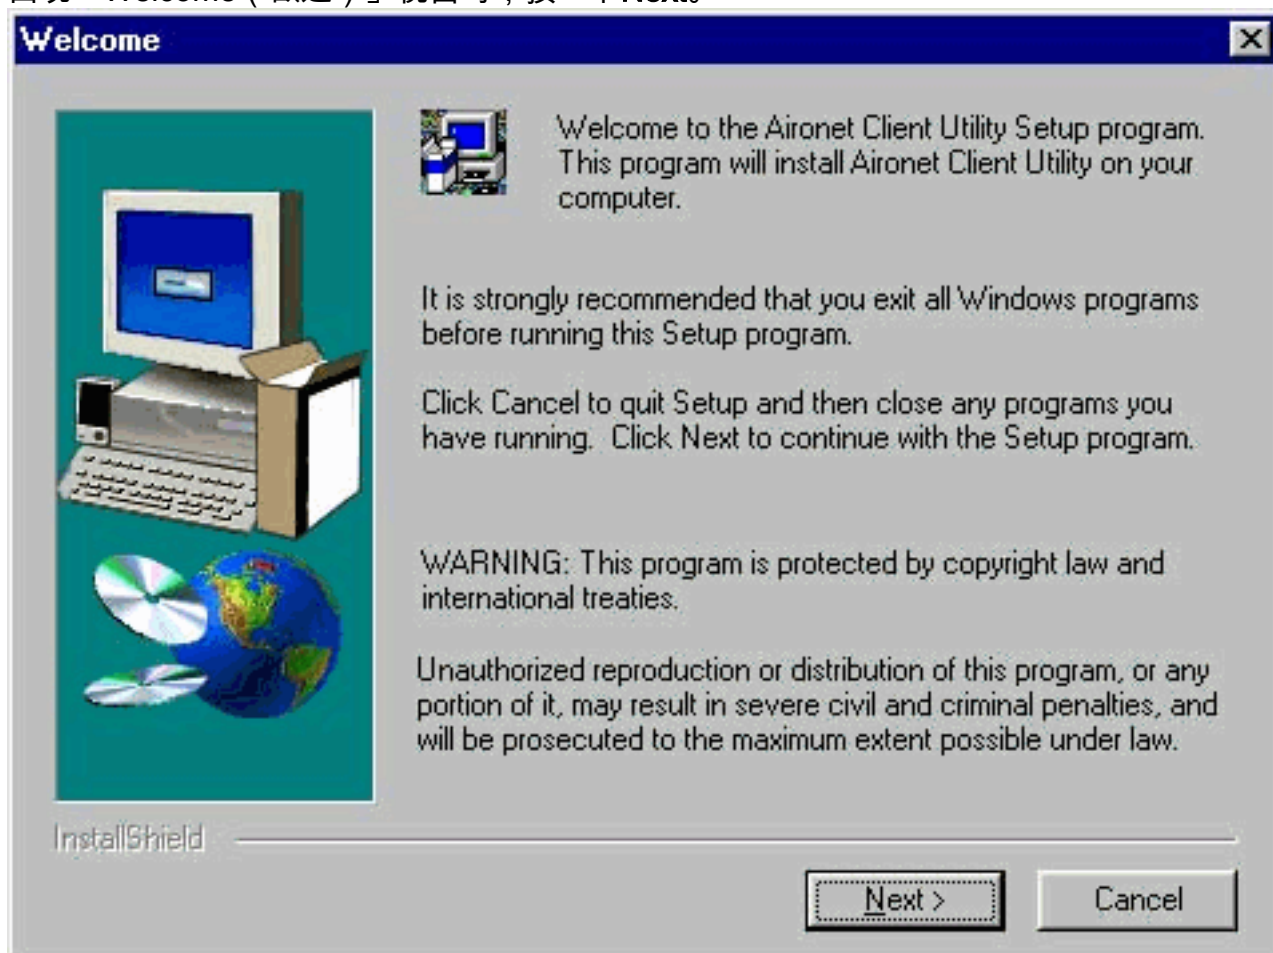 Welcome
Welcome to the Aironet Client Utility Setup program.
This program will install Aironet Client Utility on your
computer.
It is strongly recommended that you exit all Windows programs
before running this Setup program.
Click Cancel to quit Setup and then close any programs you
have running. Click Next to continue with the Setup program.
WARNING: This program is protected by copyright law and
international treaties.
Unauthorized reproduction or distribution of this program, or any
portion of it, may result in severe civil and criminal penalties, and
will be prosecuted to the maximum extent possible under law.
InstallShield
Next >
Cancel